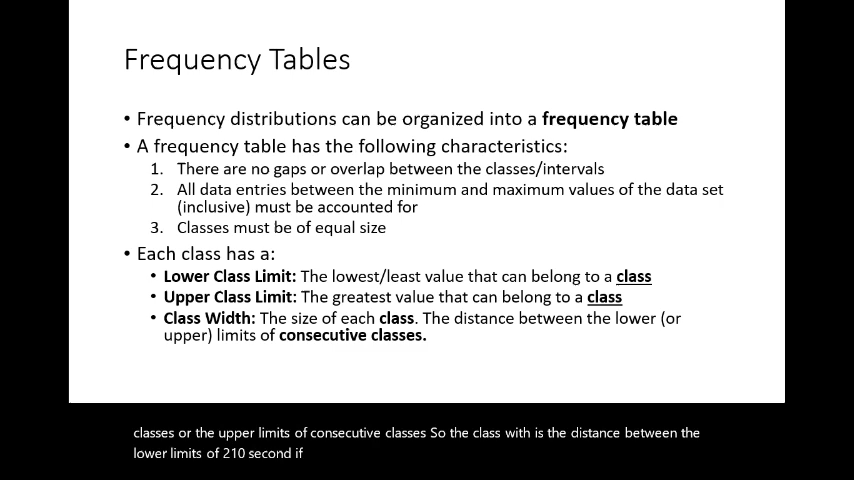 Frequency Tables
• Frequency distributions can be organized into a frequency table
• A frequency table has the following characteristics:
1. There are no gaps or overlap between the classes/intervals
2. All data entries between the minimum and maximum values of the data set
(inclusive) must be accounted for
3. Classes must be of equal size
• Each class has a:
• Lower Class Limit: The lowest/least value that can belong to a class
• Upper Class Limit: The greatest value that can belong to a class
• Class Width: The size of each class. The distance between the lower (or
upper) limits of consecutive classes.
classes or the upper limits of consecutive classes So the class with is the distance between the
lower limits of 210 second if